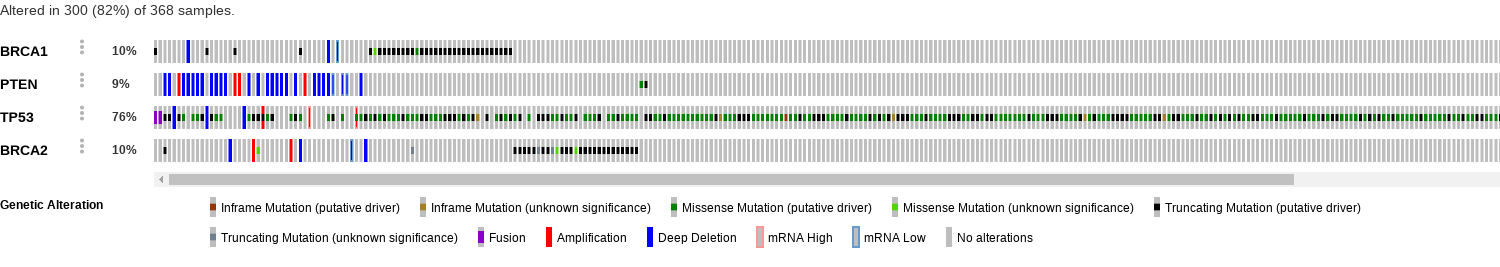 Altered in 300 (82%) of 368 samples.
BRCA1 10%
PTEN 9%
TP53 76%
BRCA2 10%
Genetic Alteration Inframe Mutation (putative driver) Inframe Mutation (unknown significance) Missense Mutation (putative driver) Missense Mutation (unknown significance) Truncating Mutation (putative driver)
Truncating Mutation (unknown significance) Fusion Amplification Deep Deletion mRNA High mRNA Low No alterations